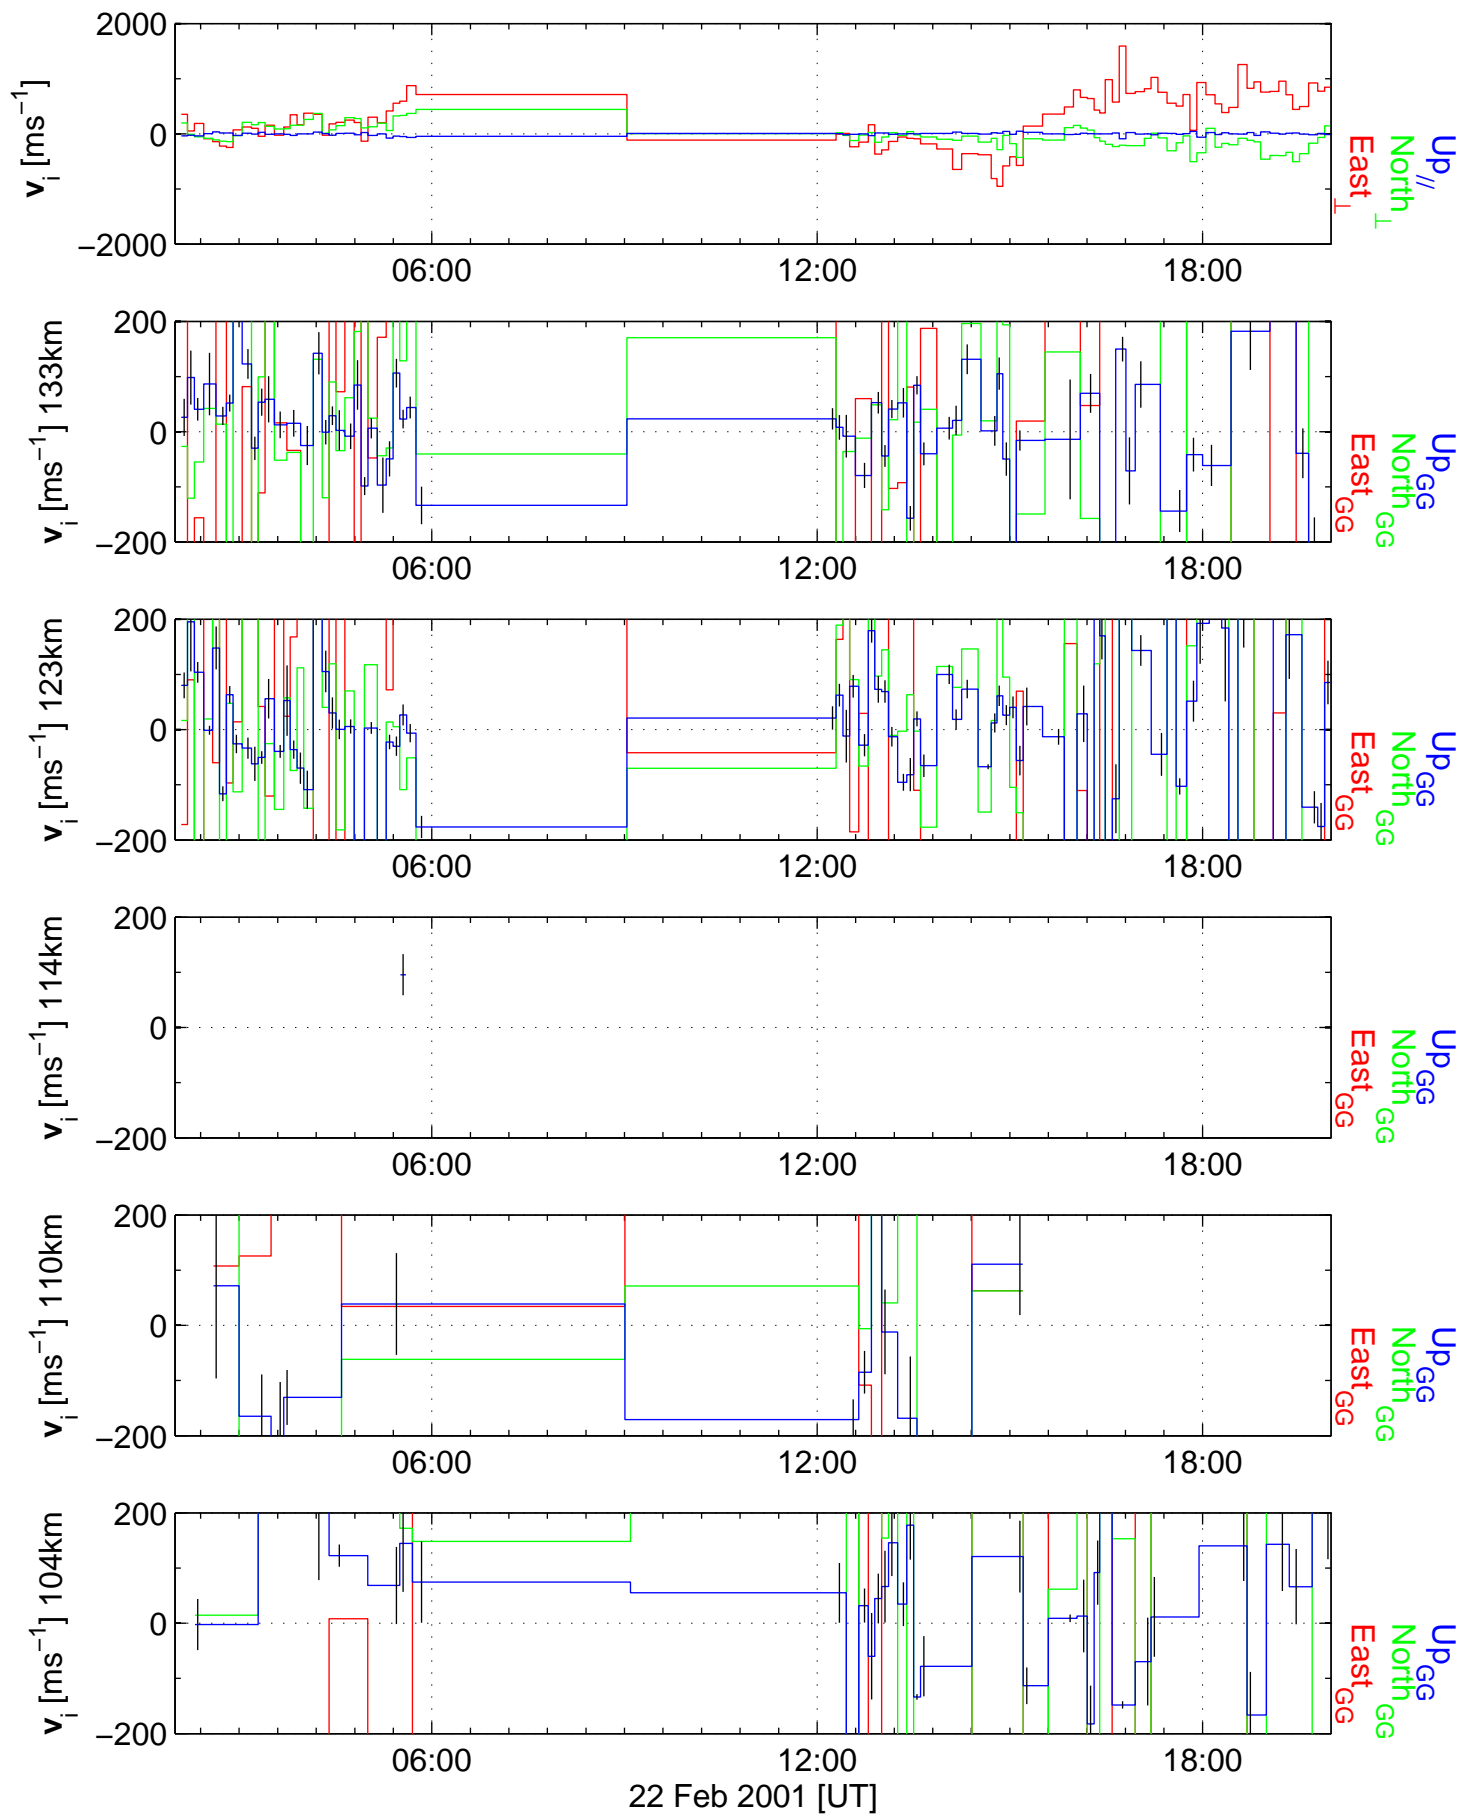 2000
0
−2000
v_i [ms^−1]
06:00 12:00 18:00
East_⊥
North_⊥
Up_//
200
0
−200
v_i [ms^−1] 133km
06:00 12:00 18:00
East_GG
North_GG
Up_GG
200
0
−200
v_i [ms^−1] 123km
06:00 12:00 18:00
East_GG
North_GG
Up_GG
200
0
−200
v_i [ms^−1] 114km
06:00 12:00 18:00
East_GG
North_GG
Up_GG
200
0
−200
v_i [ms^−1] 110km
06:00 12:00 18:00
East_GG
North_GG
Up_GG
200
0
−200
v_i [ms^−1] 104km
06:00 12:00 18:00
East_GG
North_GG
Up_GG
22 Feb 2001 [UT]